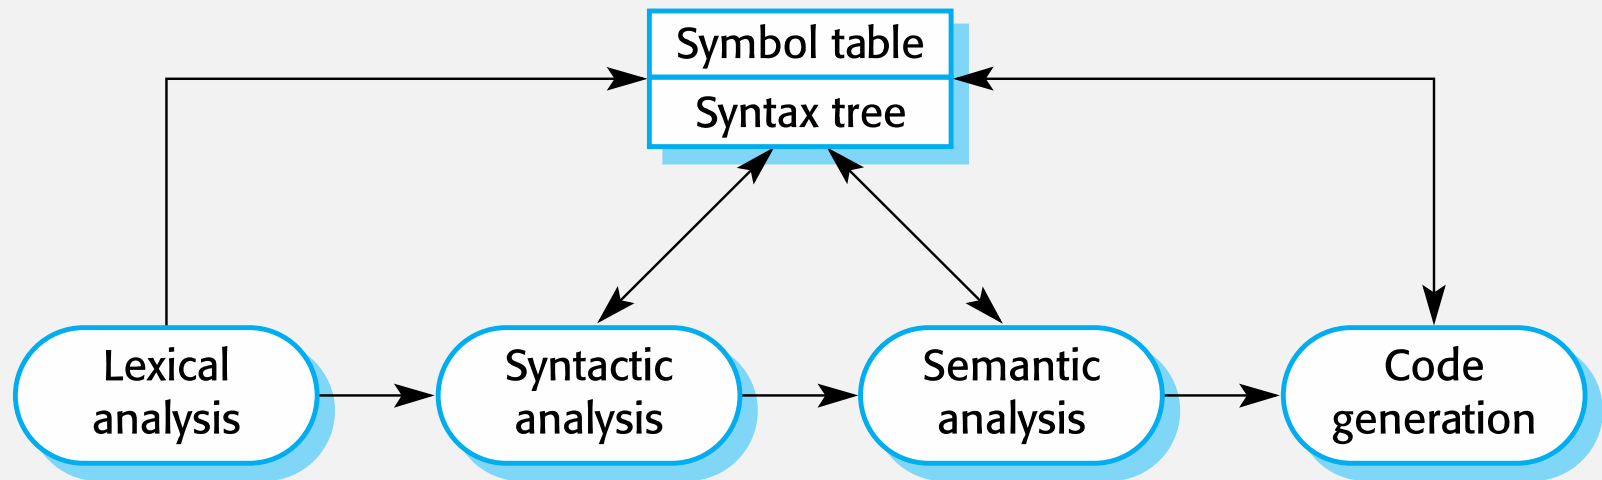 Symbol table
Syntax tree
Lexical
analysis
Syntactic
analysis
Semantic
analysis
Code
generation